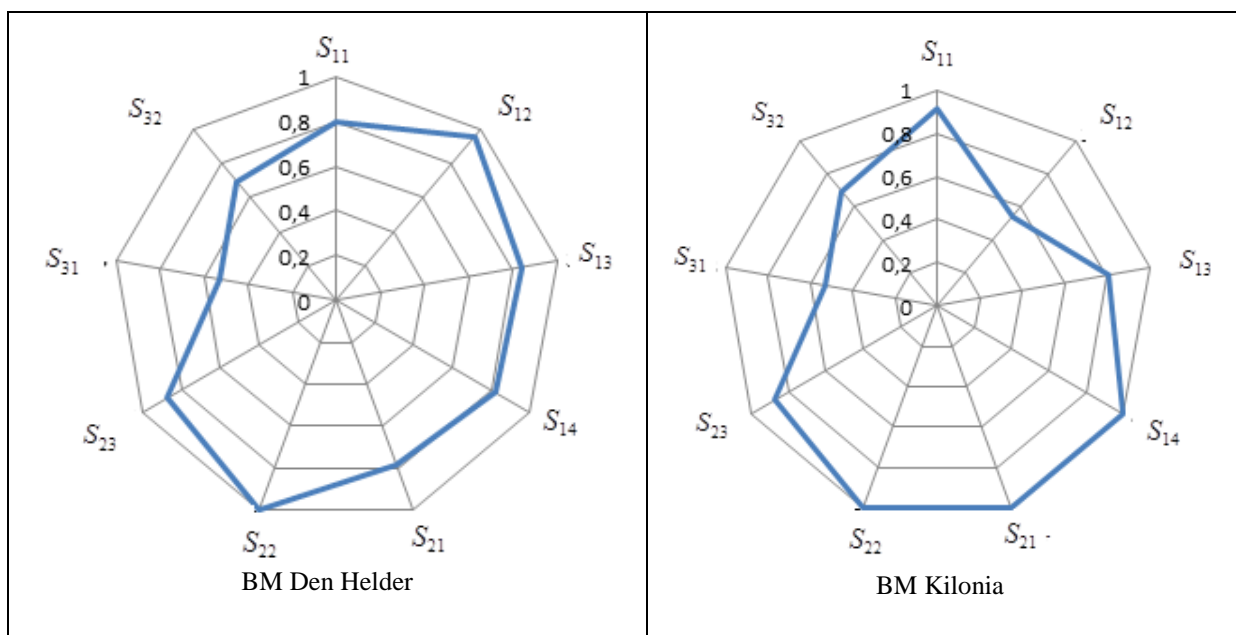 S₁₁
1
S₃₂
S₁₂
0,8
0,6
0,4
S₃₁
S₁₃
0,2
0
S₂₃
S₁₄
S₂₂
S₂₁
BM Den Helder
S₁₁
1
S₃₂
S₁₂
0,8
0,6
0,4
S₃₁
S₁₃
0,2
0
S₂₃
S₁₄
S₂₂
S₂₁
BM Kilonia